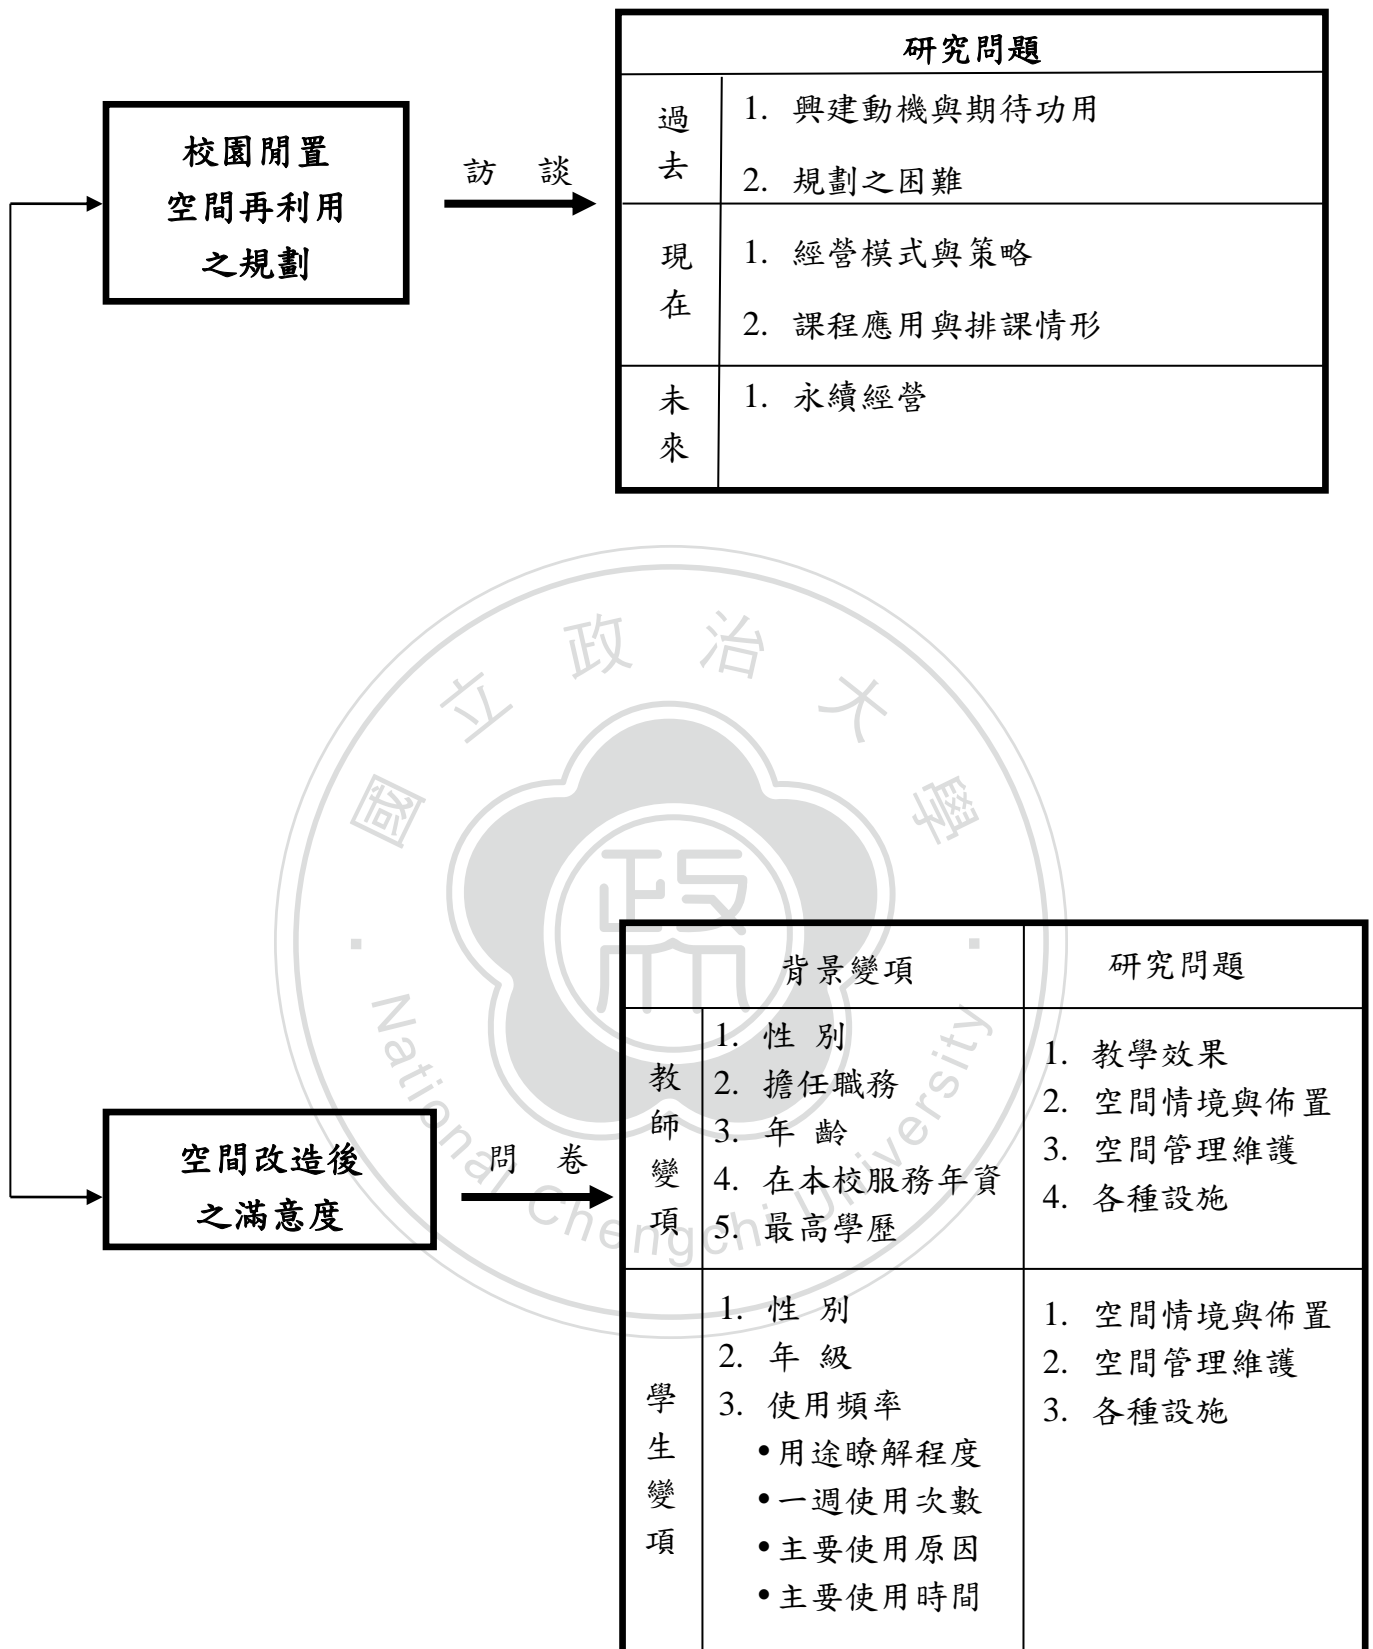 研究問題
校園閒置
空間再利用
之規劃
訪 談
過
去
1. 興建動機與期待功用
2. 規劃之困難
現
在
1. 經營模式與策略
2. 課程應用與排課情形
未
來
1. 永續經營
國立政治大學
National Chengchi University
政
空間改造後
之滿意度
問 卷
背景變項
研究問題
教
師
變
項
1. 性 別
2. 擔任職務
3. 年 齡
4. 在本校服務年資
5. 最高學歷
1. 教學效果
2. 空間情境與佈置
3. 空間管理維護
4. 各種設施
學
生
變
項
1. 性 別
2. 年 級
3. 使用頻率
•用途瞭解程度
•一週使用次數
•主要使用原因
•主要使用時間
1. 空間情境與佈置
2. 空間管理維護
3. 各種設施